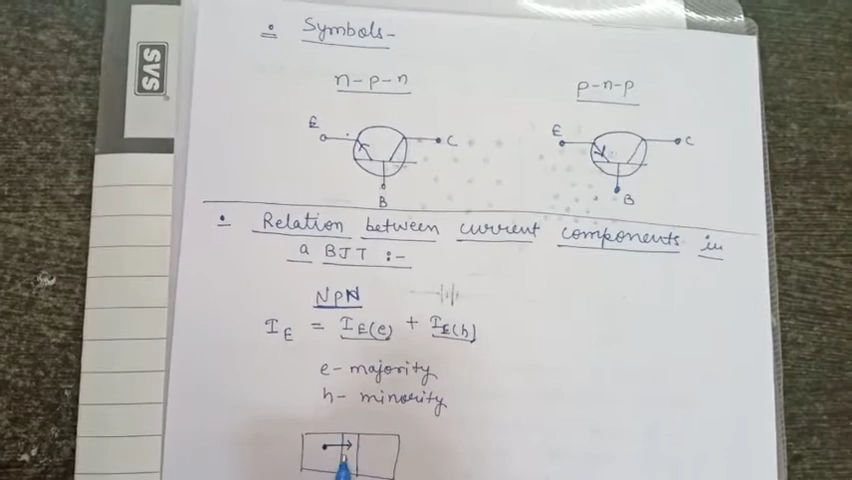 SVS
Symbols-
n-p-n
p-n-p
E
C
B
E
C
B
Relation between current components in
a BJT :-
NPN
IE = IE(e) + IE(h)
e- majority
h- minority